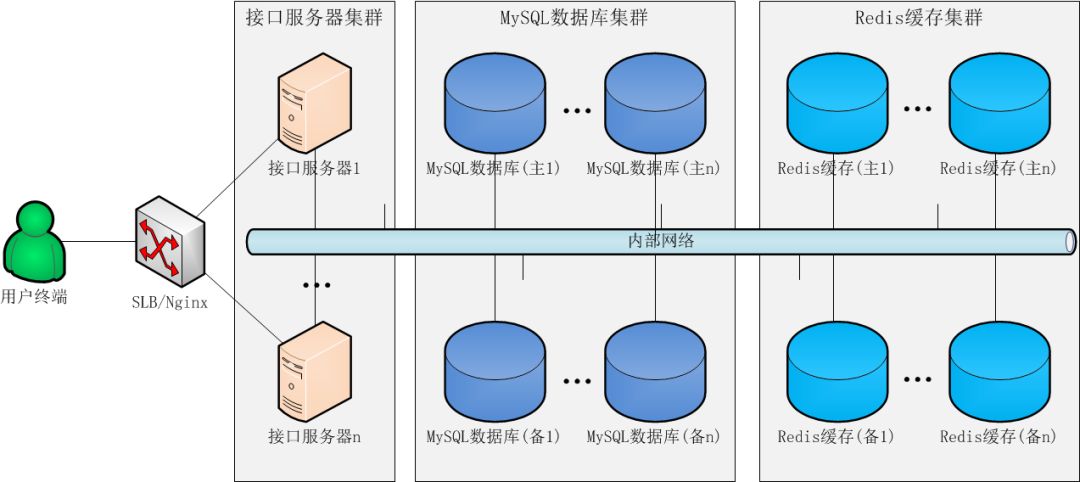 接口服务器集群
MySQL数据库集群
Redis缓存集群
接口服务器1
MySQL数据库(主1)
MySQL数据库(主n)
Redis缓存(主1)
Redis缓存(主n)
内部网络
用户终端
SLB/Nginx
接口服务器n
MySQL数据库(备1)
MySQL数据库(备n)
Redis缓存(备1)
Redis缓存(备n)